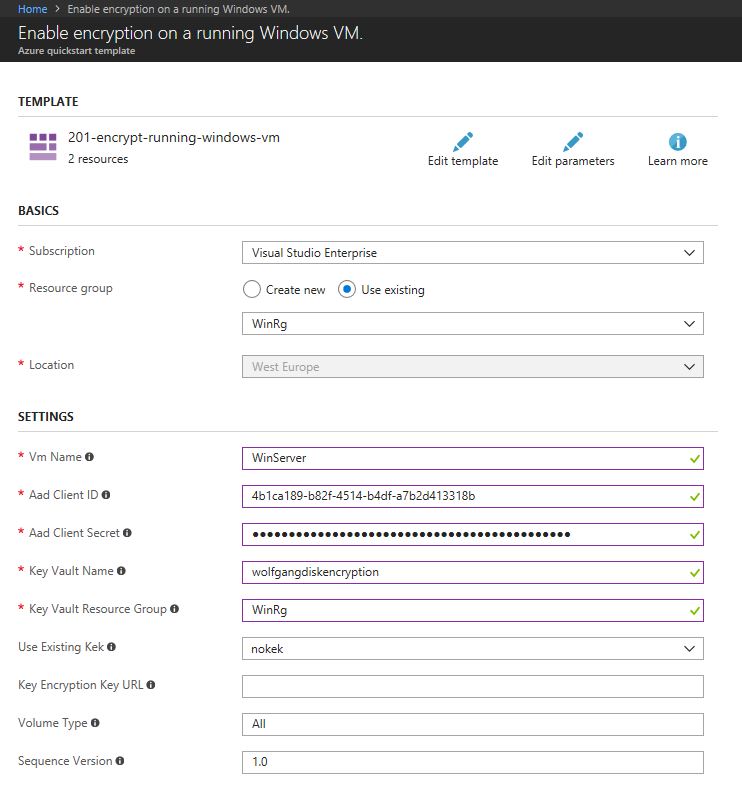 Home > Enable encryption on a running Windows VM.
Enable encryption on a running Windows VM.
Azure quickstart template
TEMPLATE
201-encrypt-running-windows-vm
2 resources
Edit template
Edit parameters
Learn more
BASICS
* Subscription
Visual Studio Enterprise
* Resource group
Create new
Use existing
WinRg
* Location
West Europe
SETTINGS
* Vm Name
WinServer
* Aad Client ID
4b1ca189-b82f-4514-b4df-a7b2d413318b
* Aad Client Secret
* Key Vault Name
wolfgangdiskencryption
* Key Vault Resource Group
WinRg
Use Existing Kek
nokek
Key Encryption Key URL
Volume Type
All
Sequence Version
1.0